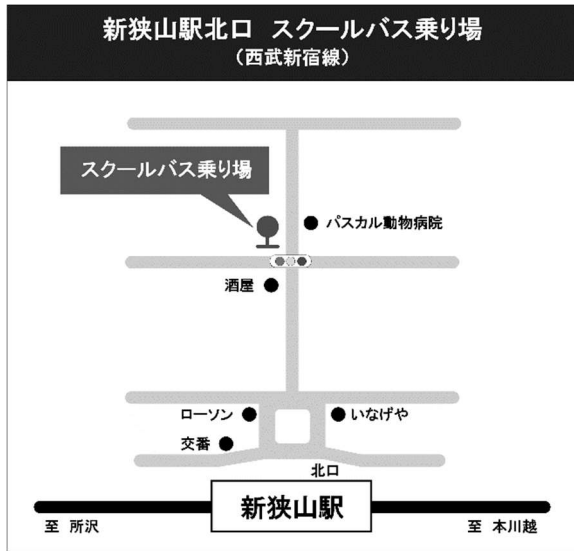 新狭山駅北口 スクールバス乗り場
（西武新宿線）
スクールバス乗り場
パスカル動物病院
酒屋
ローソン
いなげや
交番
北口
新狭山駅
至 所沢
至 本川越